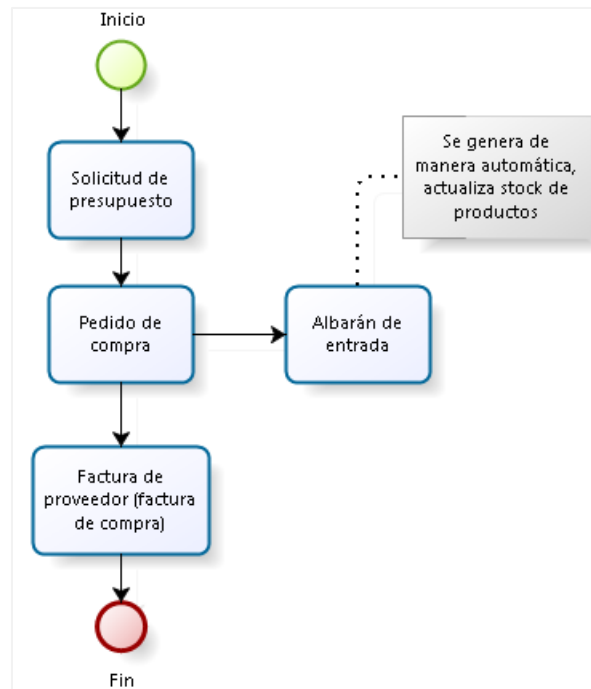 Inicio
Solicitud de
presupuesto
Se genera de
manera automática,
actualiza stock de
productos
Pedido de
compra
Albarán de
entrada
Factura de
proveedor (factura
de compra)
Fin